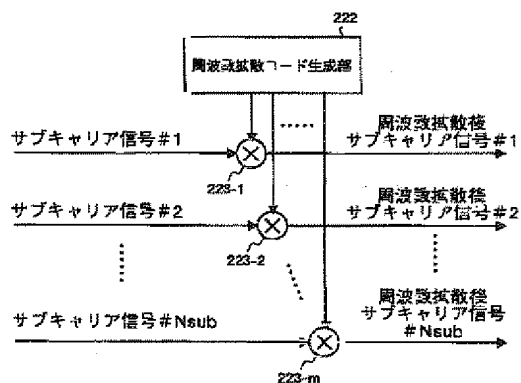 222
周波数拡散コード生成部
サブキャリア信号#1
周波数拡散後
サブキャリア信号#1
223-1
サブキャリア信号#2
周波数拡散後
サブキャリア信号#2
223-2
サブキャリア信号#Nsub
周波数拡散後
サブキャリア信号
#Nsub
223-m